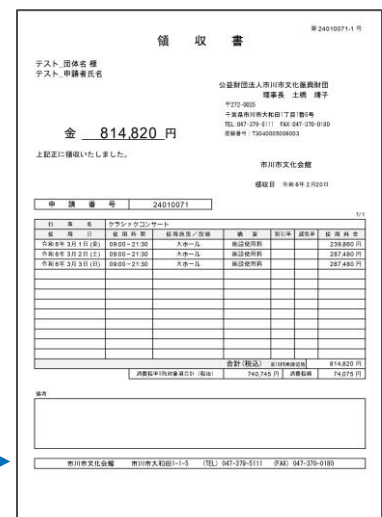 第 24010071-1 号
領 収 書
テスト_団体名 様
テスト_申請者氏名
公益財団法人市川市文化振興財団
理事長 土橋 靖子
〒272-0025
千葉県市川市大和田1丁目1番5号
TEL:047-379-5111 FAX:047-370-0180
登録番号:T3040005008003
金 814,820 円
上記正に領収いたしました。
市川市文化会館
領収日 令和 6年 2月20日
申 請 番 号 24010071
1/1
行 事 名 クラシックコンサート
使 用 日 使 用 時 間 使用施設/設備 摘 要 割引率 減免率 使 用 料 金
令和 6年 3月 1日 (金) 09:00~21:30 大ホール 施設使用料 239,860 円
令和 6年 3月 2日 (土) 09:00~21:30 大ホール 施設使用料 287,480 円
令和 6年 3月 3日 (日) 09:00~21:30 大ホール 施設使用料 287,480 円
合計(税込) 814,820 円
740,745 円 消費税額 74,075 円
備考
市川市文化会館 市川市大和田1-1-5 (TEL) 047-379-5111 (FAX) 047-370-0180